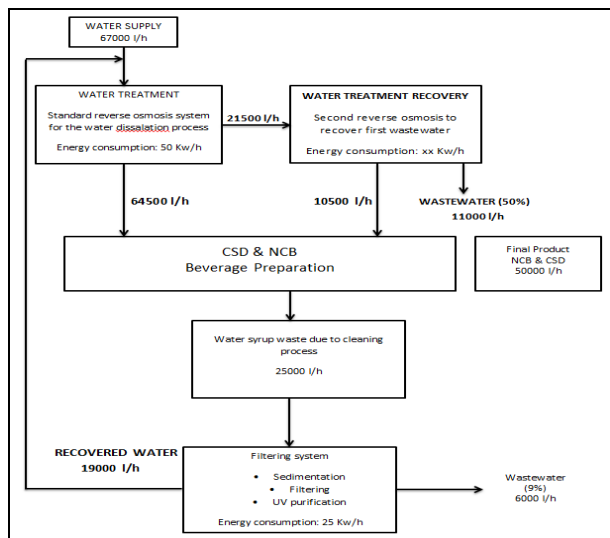 WATER SUPPLY
67000 l/h
WATER TREATMENT
Standard reverse osmosis system
for the water dissalation process
Energy consumption: 50 Kw/h
21500 l/h
WATER TREATMENT RECOVERY
Second reverse osmosis to
recover first wastewater
Energy consumption: xx Kw/h
64500 l/h
10500 l/h
WASTEWATER (50%)
11000 l/h
CSD & NCB
Beverage Preparation
Final Product
NCB & CSD
50000 l/h
Water syrup waste due to cleaning
process
25000 l/h
RECOVERED WATER
19000 l/h
Filtering system
• Sedimentation
• Filtering
• UV purification
Energy consumption: 25 Kw/h
Wastewater
(9%)
6000 l/h